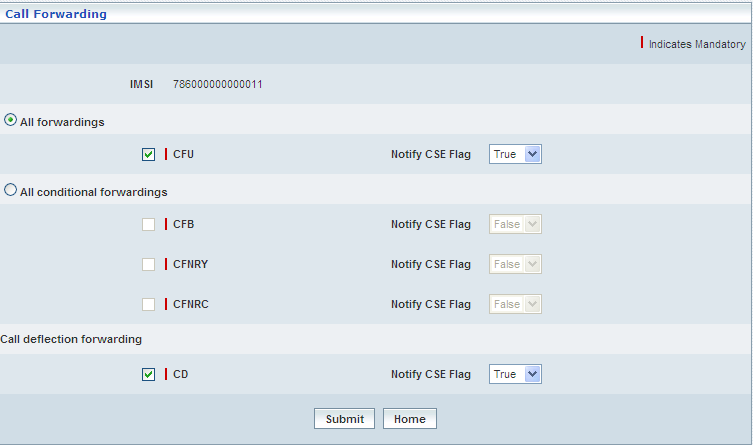 Call Forwarding
Indicates Mandatory
IMSI 786000000000011
All forwardings
CFU Notify CSE Flag True
All conditional forwardings
CFB Notify CSE Flag False
CFNRY Notify CSE Flag False
CFNRC Notify CSE Flag False
Call deflection forwarding
CD Notify CSE Flag True
Submit Home